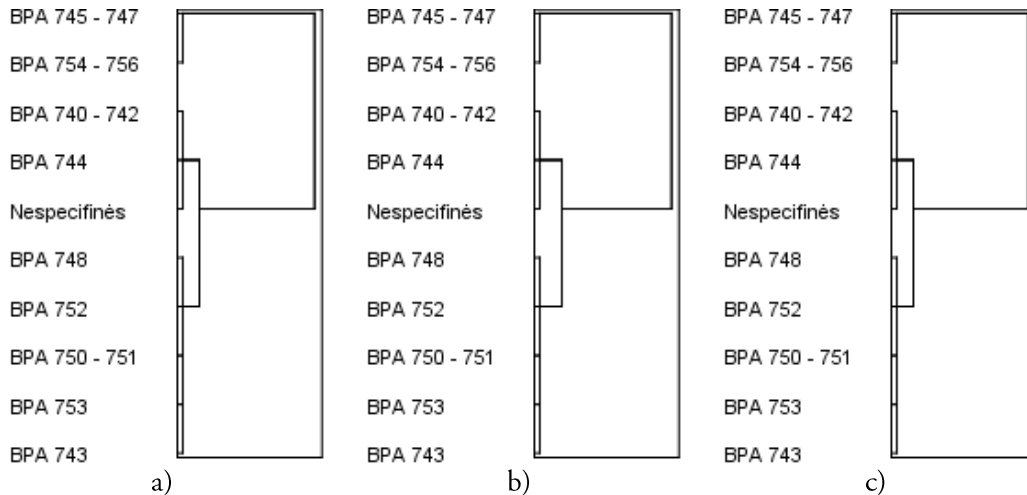 BPA 745 - 747
BPA 754 - 756
BPA 740 - 742
BPA 744
Nespecifinės
BPA 748
BPA 752
BPA 750 - 751
BPA 753
BPA 743
a)
BPA 745 - 747
BPA 754 - 756
BPA 740 - 742
BPA 744
Nespecifinės
BPA 748
BPA 752
BPA 750 - 751
BPA 753
BPA 743
b)
BPA 745 - 747
BPA 754 - 756
BPA 740 - 742
BPA 744
Nespecifinės
BPA 748
BPA 752
BPA 750 - 751
BPA 753
BPA 743
c)